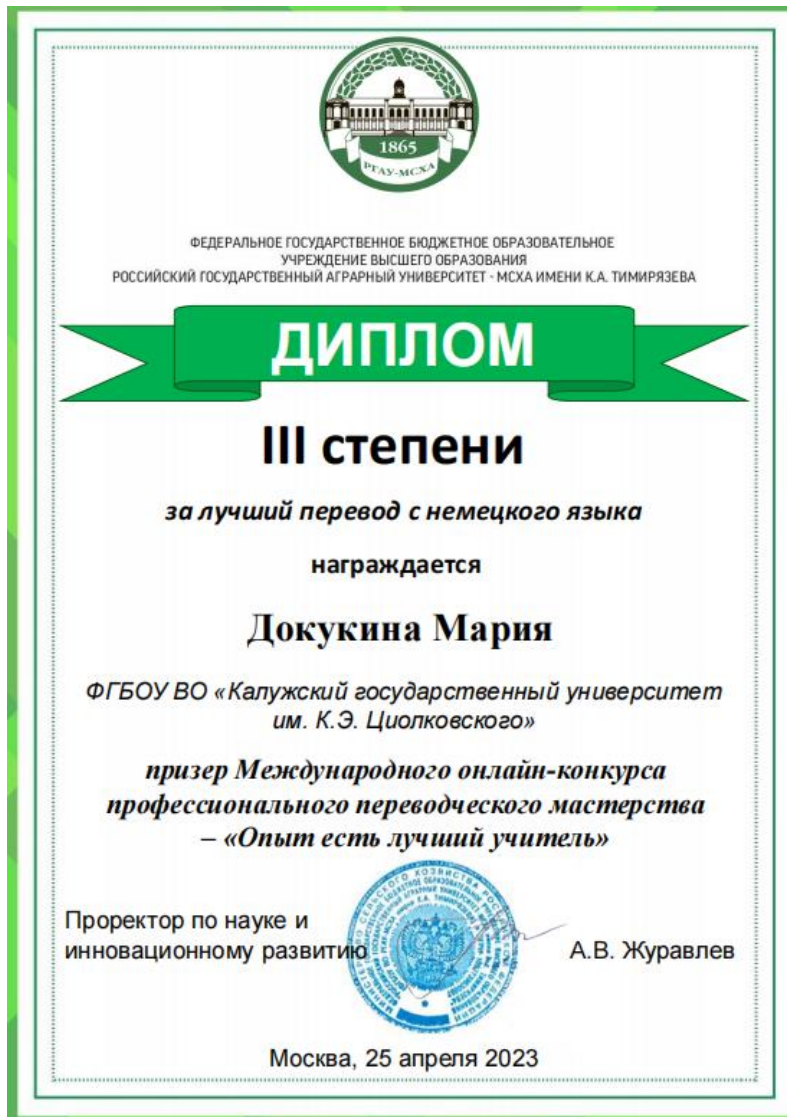 1865
РГАУ-МСХА
ФЕДЕРАЛЬНОЕ ГОСУДАРСТВЕННОЕ БЮДЖЕТНОЕ ОБРАЗОВАТЕЛЬНОЕ
УЧРЕЖДЕНИЕ ВЫСШЕГО ОБРАЗОВАНИЯ
РОССИЙСКИЙ ГОСУДАРСТВЕННЫЙ АГРАРНЫЙ УНИВЕРСИТЕТ - МСХА ИМЕНИ К.А. ТИМИРЯЗЕВА
ДИПЛОМ
III степени
за лучший перевод с немецкого языка
награждается
Докукина Мария
ФГБОУ ВО «Калужский государственный университет
им. К.Э. Циолковского»
призер Международного онлайн-конкурса
профессионального переводческого мастерства
– «Опыт есть лучший учитель»
Проректор по науке и
инновационному развитию
А.В. Журавлев
Москва, 25 апреля 2023